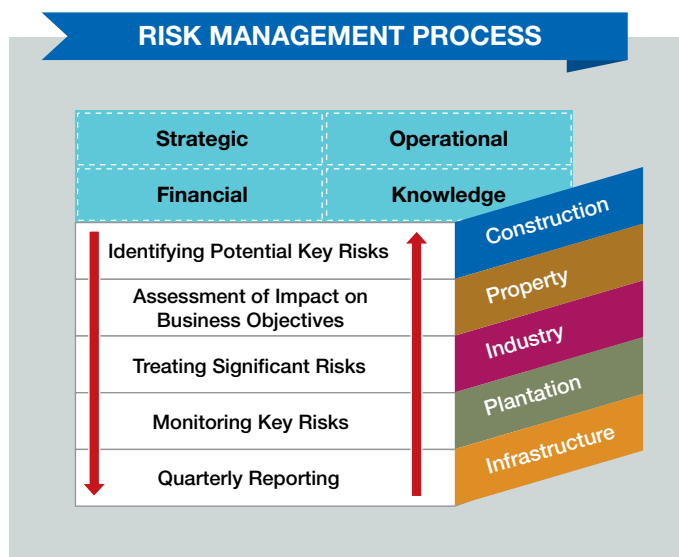 RISK MANAGEMENT PROCESS
Strategic
Operational
Financial
Knowledge
Identifying Potential Key Risks
Assessment of Impact on
Business Objectives
Treating Significant Risks
Monitoring Key Risks
Quarterly Reporting
Construction
Property
Industry
Plantation
Infrastructure